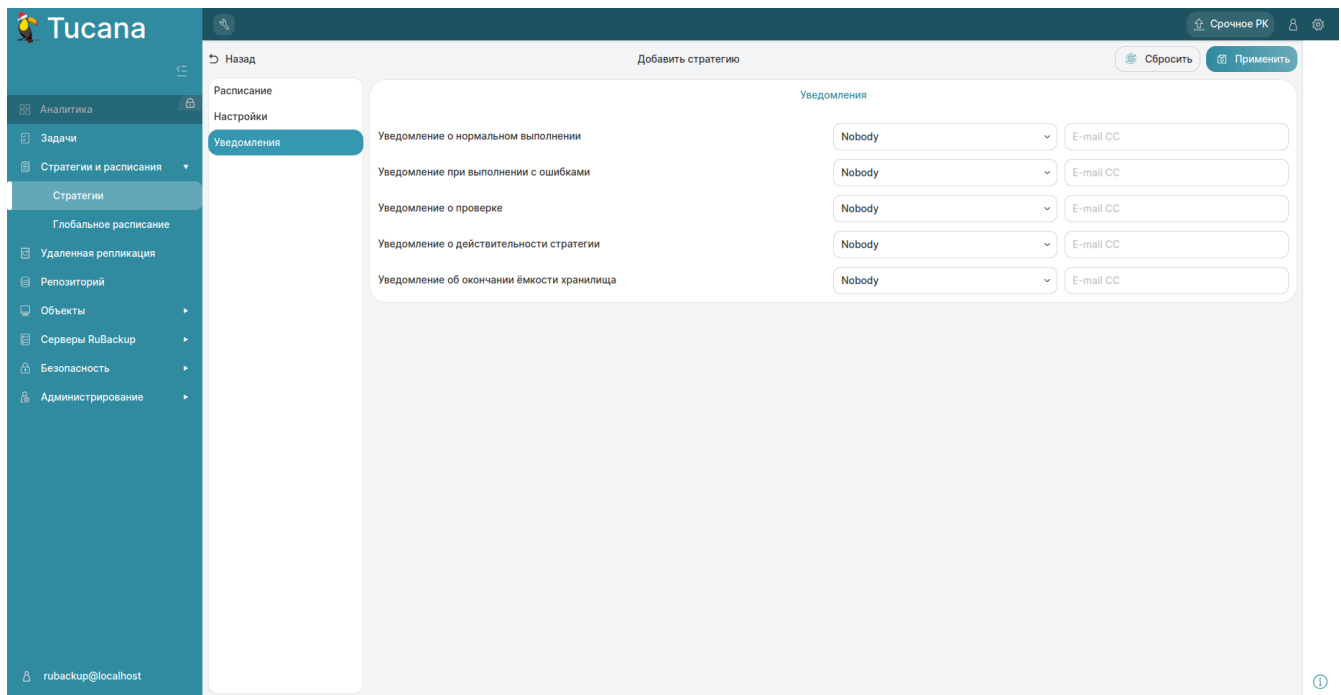 Tucana
Срочное РК
Назад
Добавить стратегию
Сбросить
Применить
Аналитика
Задачи
Стратегии и расписания
Стратегии
Глобальное расписание
Удаленная репликация
Репозиторий
Объекты
Серверы RuBackup
Безопасность
Администрирование
rubackup@localhost
Расписание
Настройки
Уведомления
Уведомления
Уведомление о нормальном выполнении Nobody E-mail CC
Уведомление при выполнении с ошибками Nobody E-mail CC
Уведомление о проверке Nobody E-mail CC
Уведомление о действительности стратегии Nobody E-mail CC
Уведомление об окончании ёмкости хранилища Nobody E-mail CC